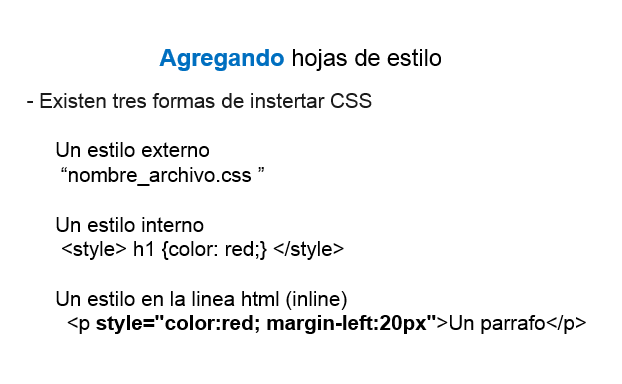 Agregando hojas de estilo
- Existen tres formas de instertar CSS
Un estilo externo
“nombre_archivo.css ”
Un estilo interno
<style> h1 {color: red;} </style>
Un estilo en la linea html (inline)
<p style="color:red; margin-left:20px">Un parrafo</p>